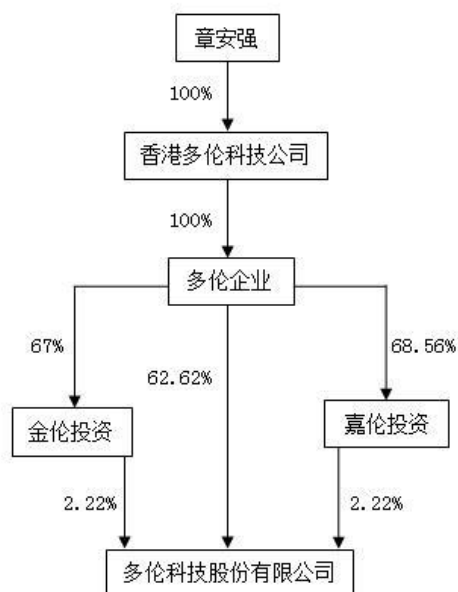 章安强
100%
香港多伦科技公司
100%
多伦企业
67%
62.62%
68.56%
金伦投资
嘉伦投资
2.22%
2.22%
多伦科技股份有限公司